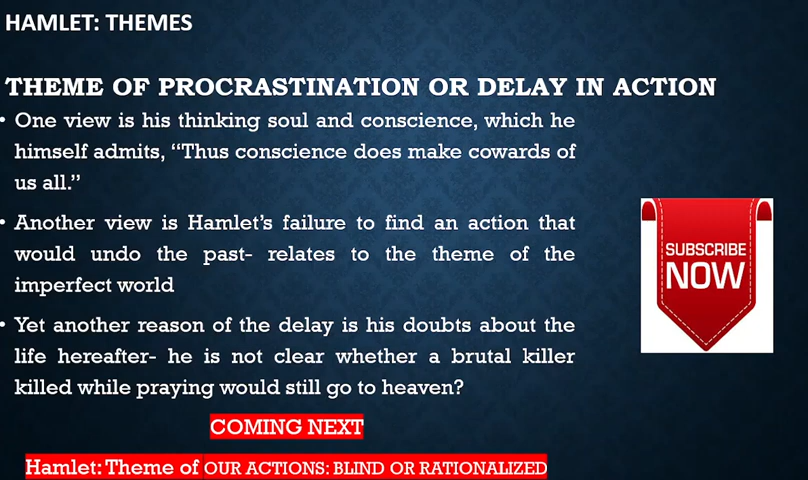 HAMLET: THEMES
THEME OF PROCRASTINATION OR DELAY IN ACTION
• One view is his thinking soul and conscience, which he
himself admits, “Thus conscience does make cowards of
us all.”
• Another view is Hamlet’s failure to find an action that
would undo the past- relates to the theme of the
imperfect world
• Yet another reason of the delay is his doubts about the
life hereafter- he is not clear whether a brutal killer
killed while praying would still go to heaven?
SUBSCRIBE
NOW
COMING NEXT
Hamlet: Theme of OUR ACTIONS: BLIND OR RATIONALIZED